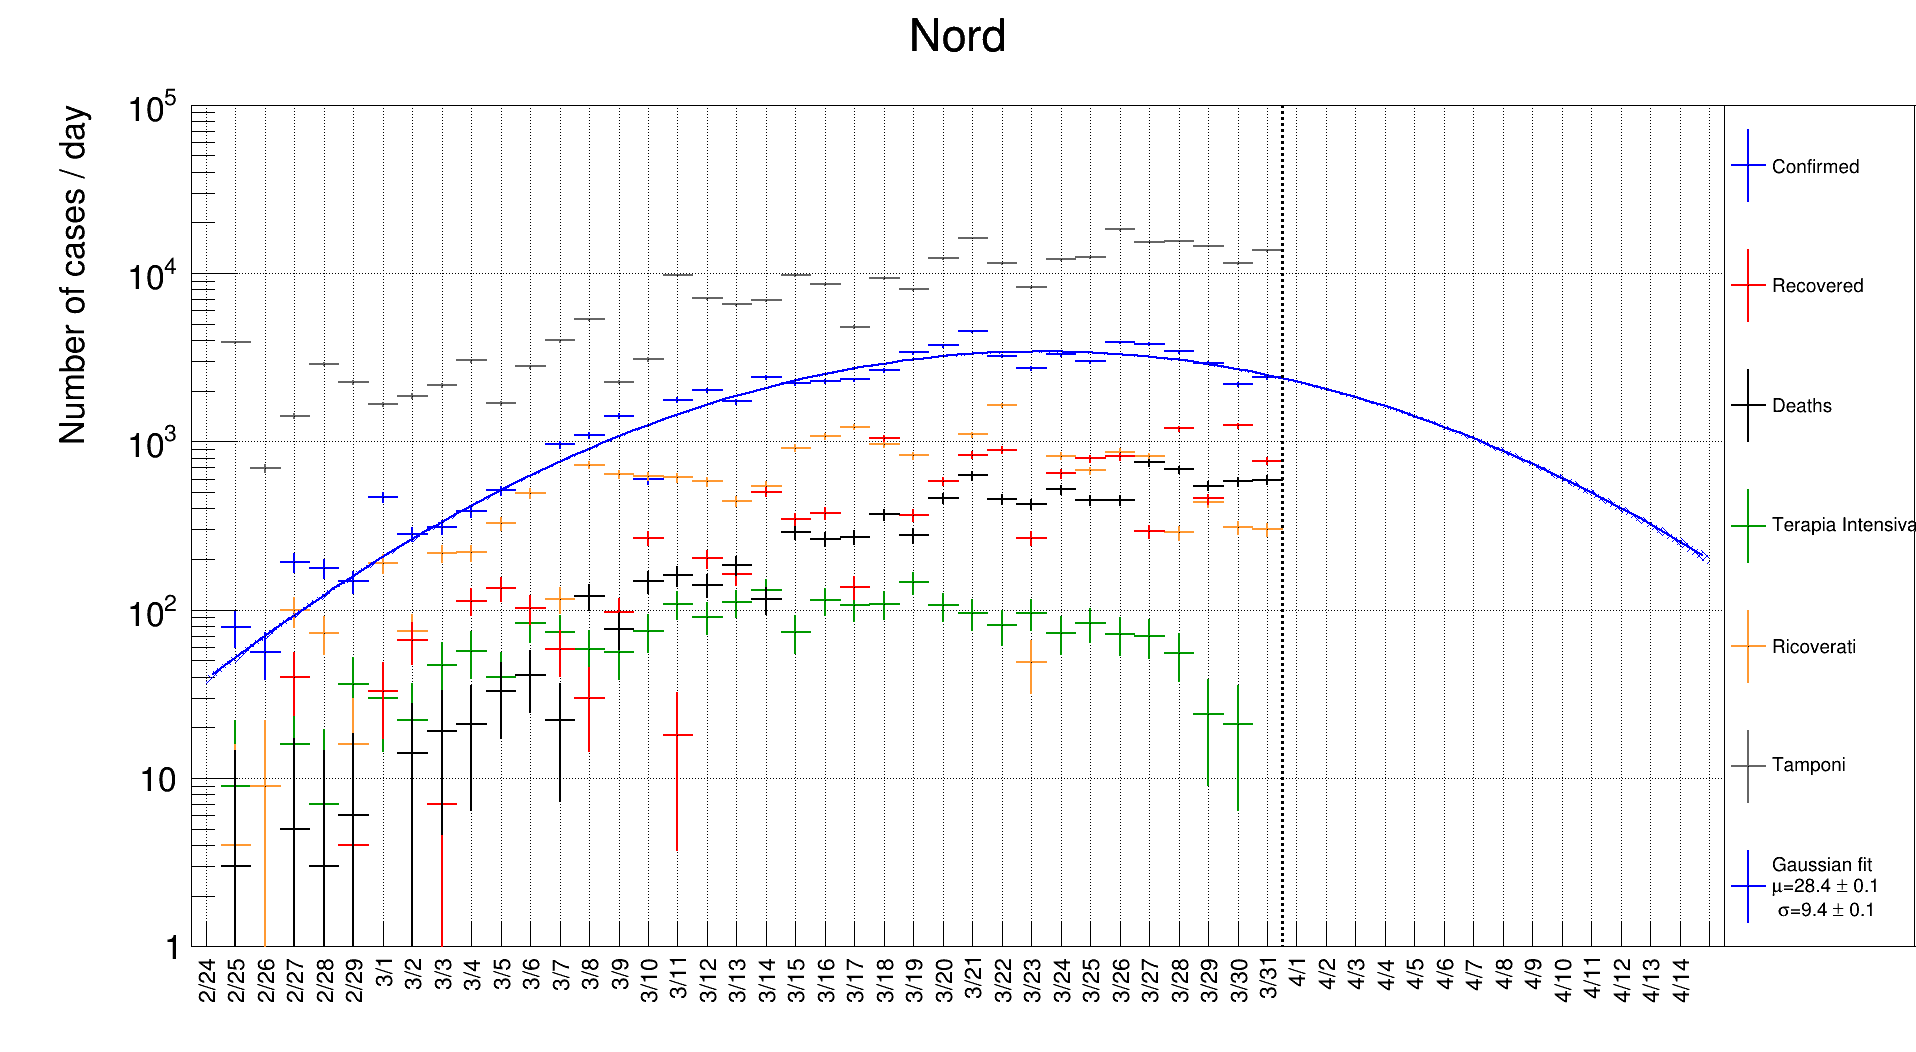 Nord
Number of cases / day
10^5
10^4
10^3
10^2
10
1
2/24 2/25 2/26 2/27 2/28 2/29 3/1 3/2 3/3 3/4 3/5 3/6 3/7 3/8 3/9 3/10 3/11 3/12 3/13 3/14 3/15 3/16 3/17 3/18 3/19 3/20 3/21 3/22 3/23 3/24 3/25 3/26 3/27 3/28 3/29 3/30 3/31 4/1 4/2 4/3 4/4 4/5 4/6 4/7 4/8 4/9 4/10 4/11 4/12 4/13 4/14
Confirmed
Recovered
Deaths
Terapia Intensiva
Ricoverati
Tamponi
Gaussian fit
μ=28.4 ± 0.1
σ=9.4 ± 0.1